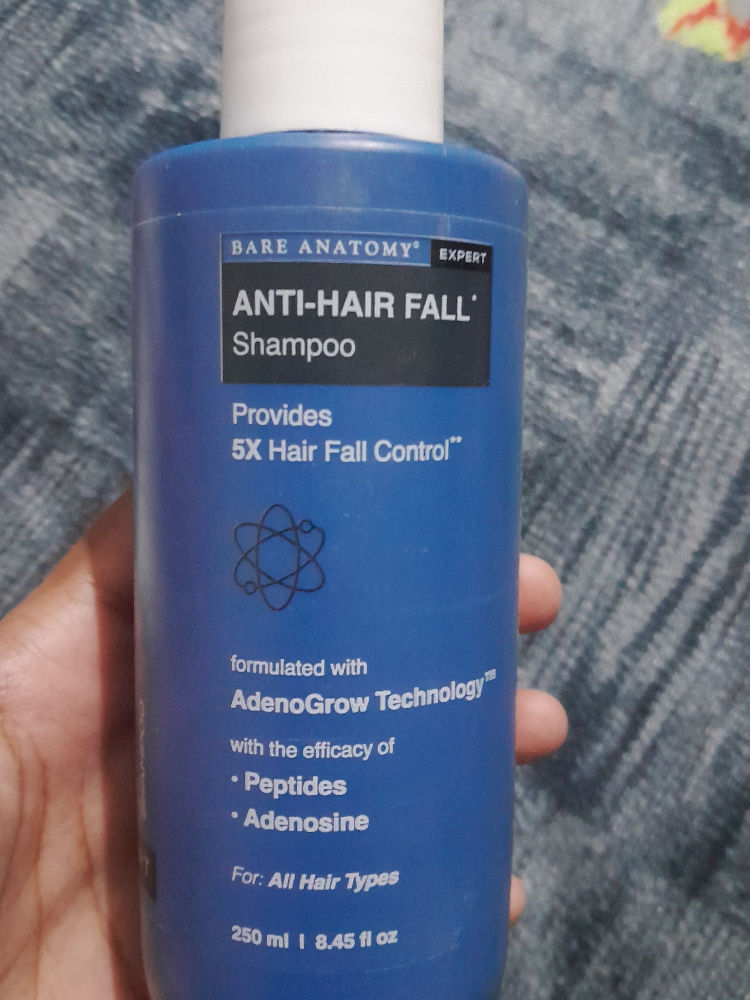 BARE ANATOMY® EXPERT
ANTI-HAIR FALL*
Shampoo
Provides
5X Hair Fall Control**
formulated with
AdenoGrow Technology™
with the efficacy of
• Peptides
• Adenosine
For: All Hair Types
250 ml | 8.45 fl oz